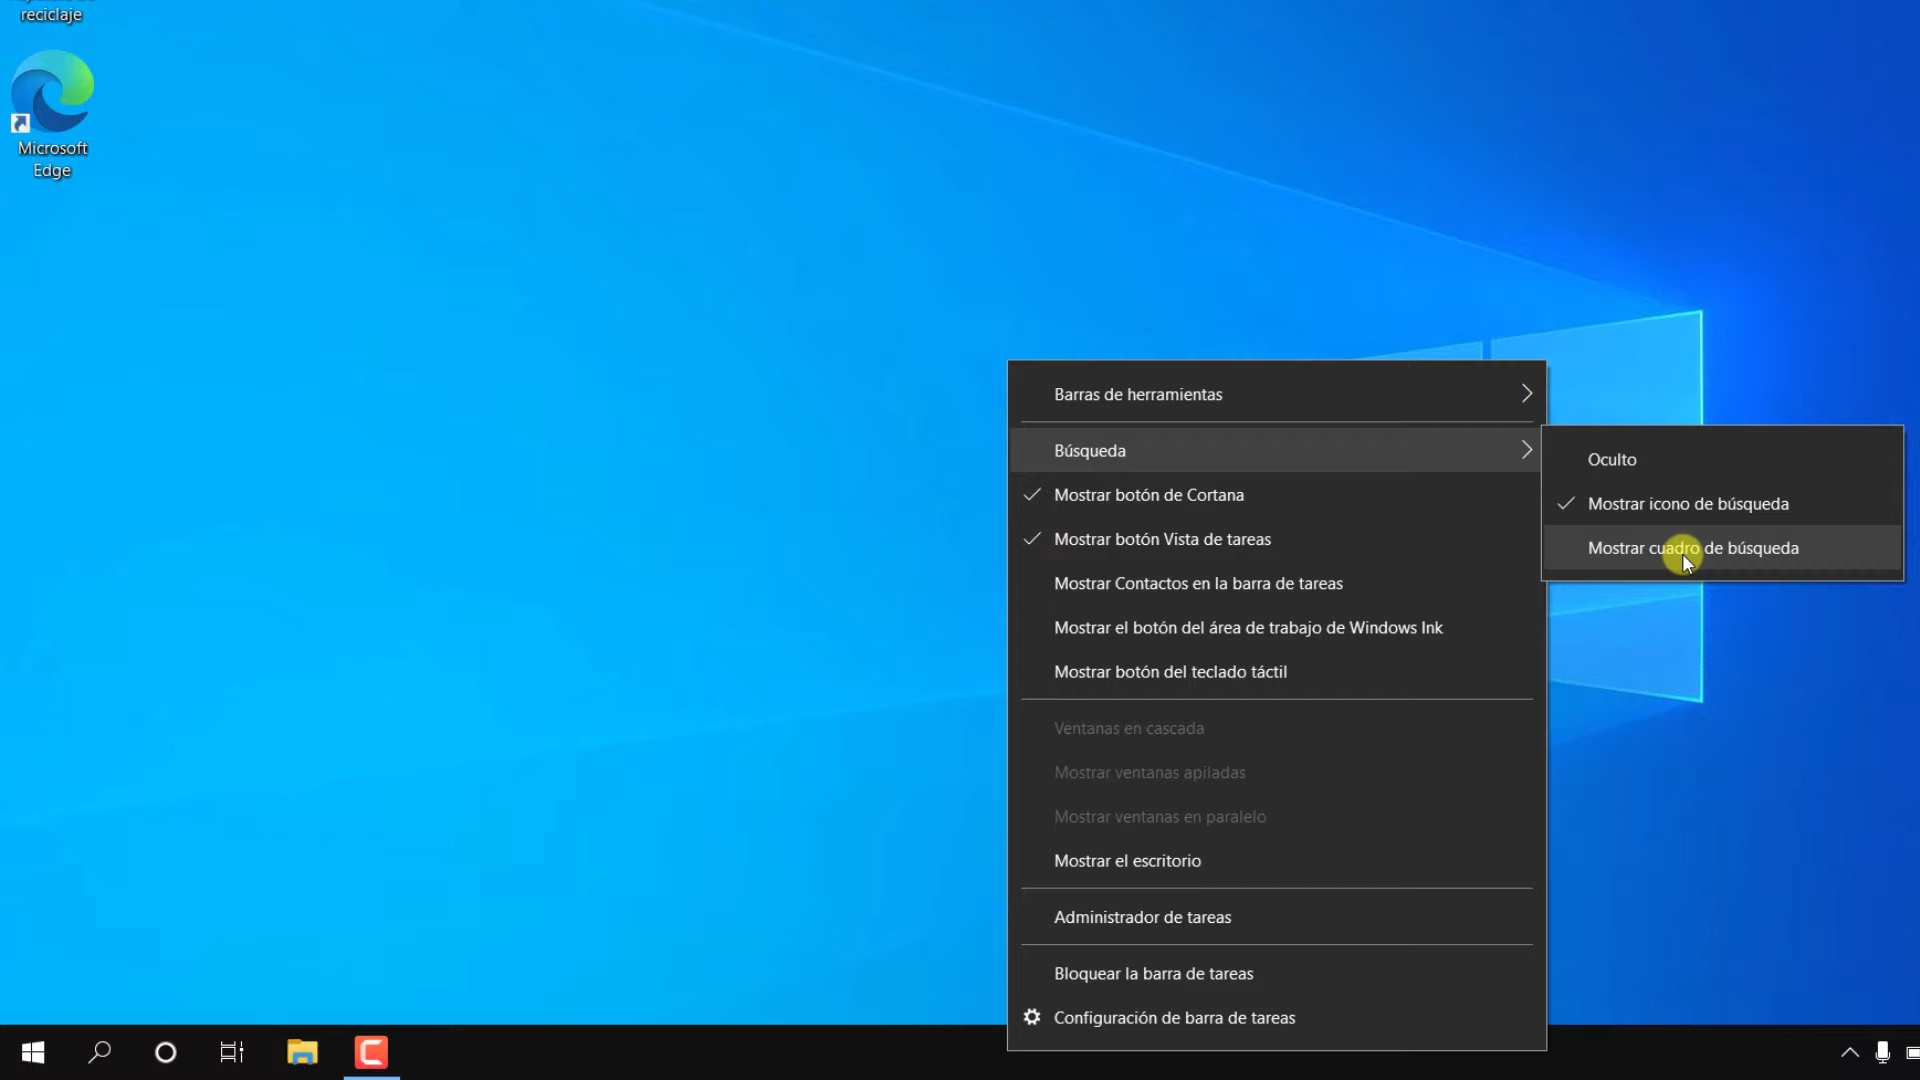 reciclaje
Microsoft
Edge
Barras de herramientas
Búsqueda
Mostrar botón de Cortana
Mostrar botón Vista de tareas
Mostrar Contactos en la barra de tareas
Mostrar el botón del área de trabajo de Windows Ink
Mostrar botón del teclado táctil
Ventanas en cascada
Mostrar ventanas apiladas
Mostrar ventanas en paralelo
Mostrar el escritorio
Administrador de tareas
Bloquear la barra de tareas
Configuración de barra de tareas
Oculto
Mostrar icono de búsqueda
Mostrar cuadro de búsqueda